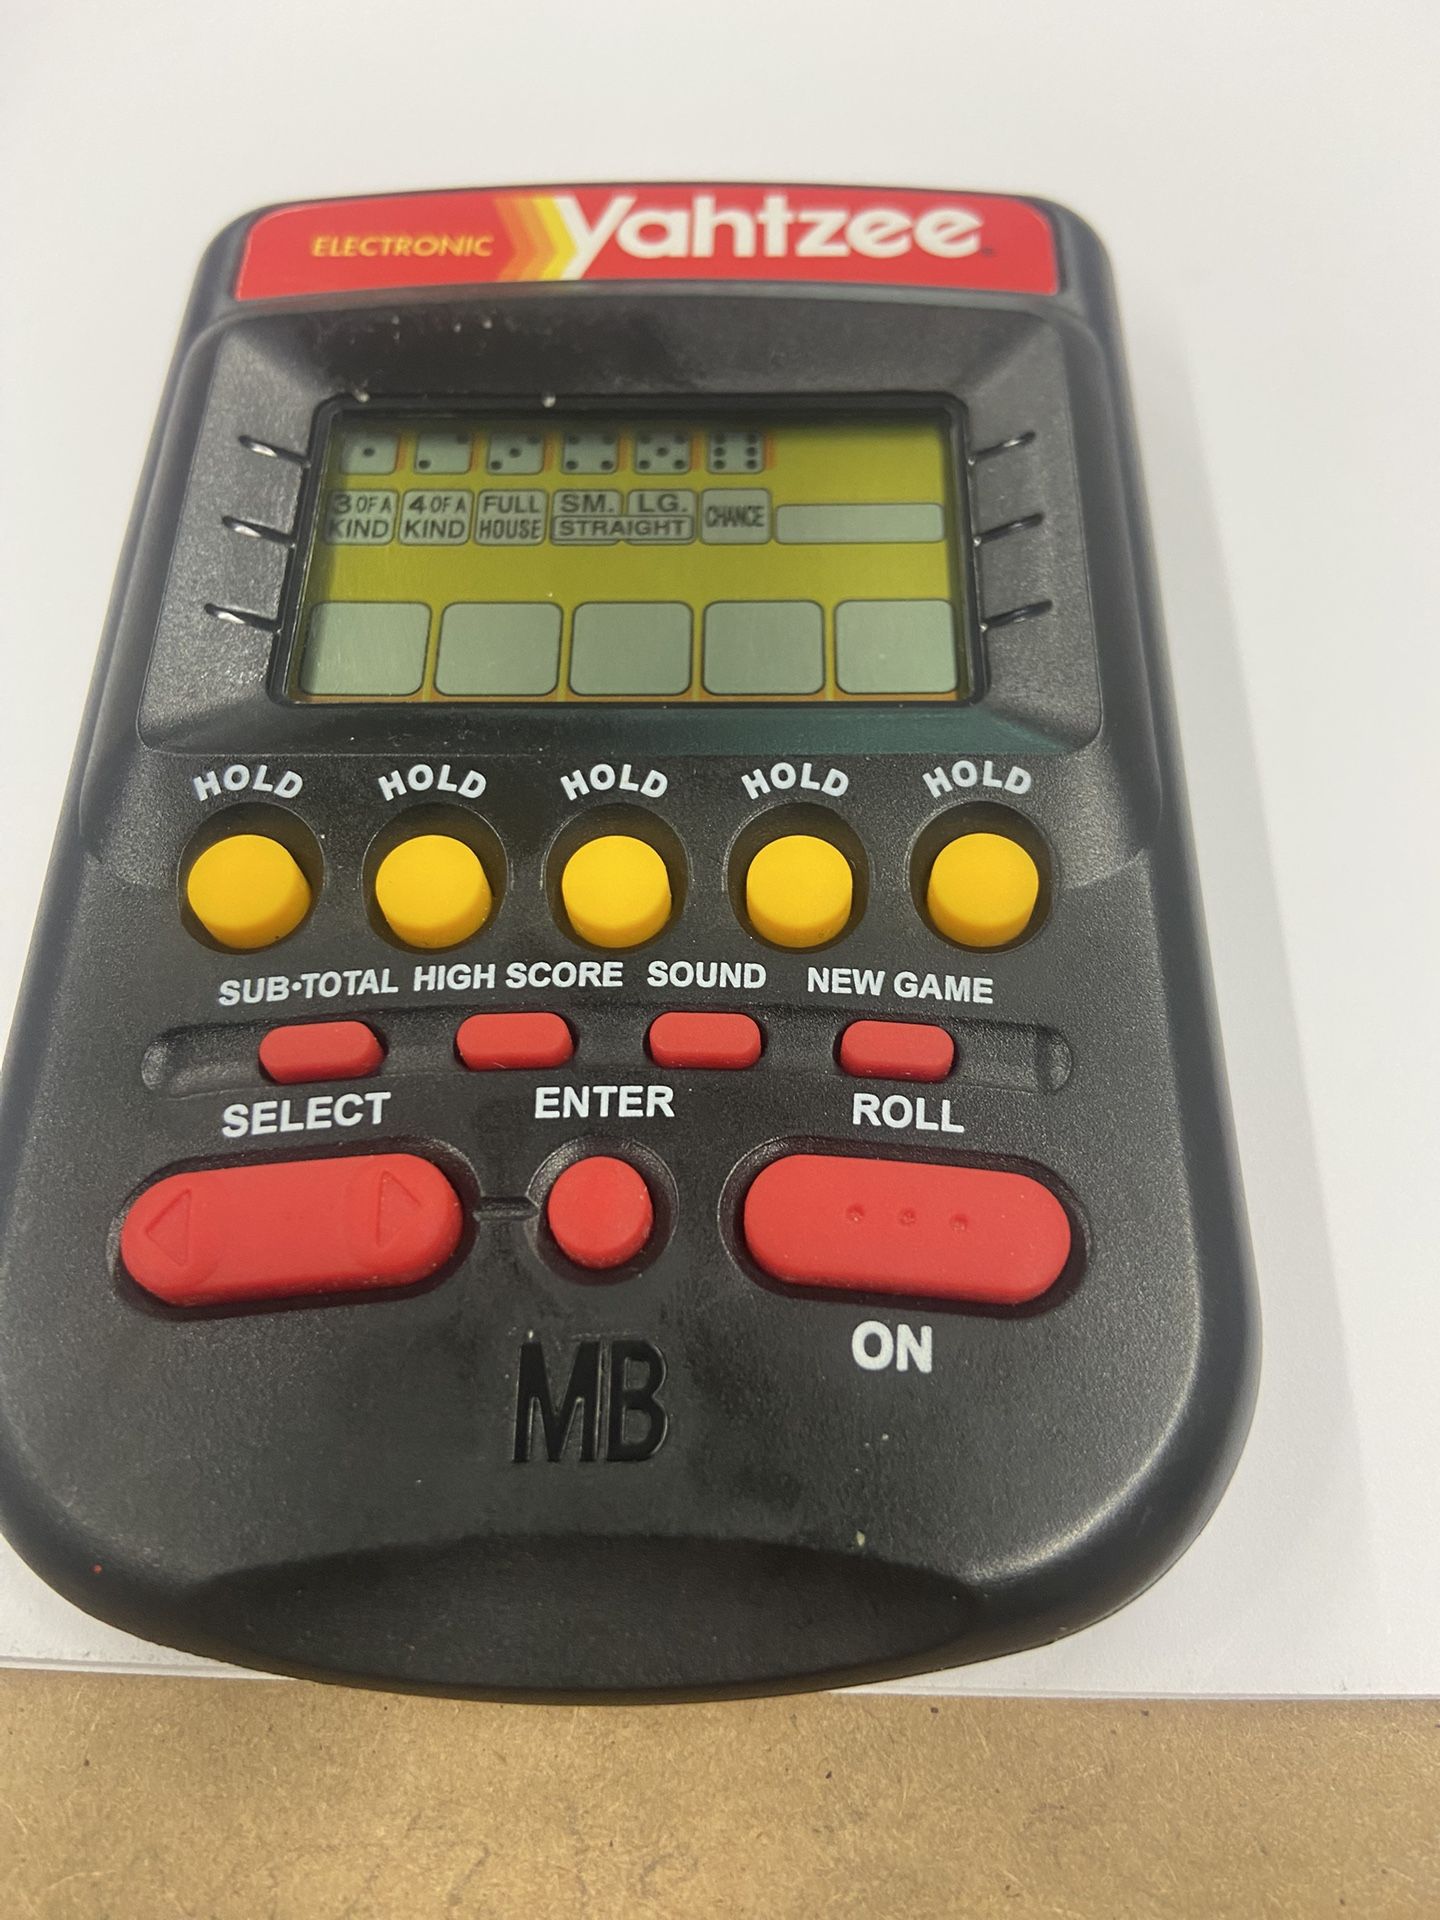 ELECTRONIC Yahtzee
3 OF A KIND
4 OF A KIND
FULL HOUSE
SM. LG.
STRAIGHT
CHANCE
HOLD HOLD HOLD HOLD HOLD
SUB•TOTAL HIGH SCORE SOUND NEW GAME
SELECT ENTER ROLL
ON
MB